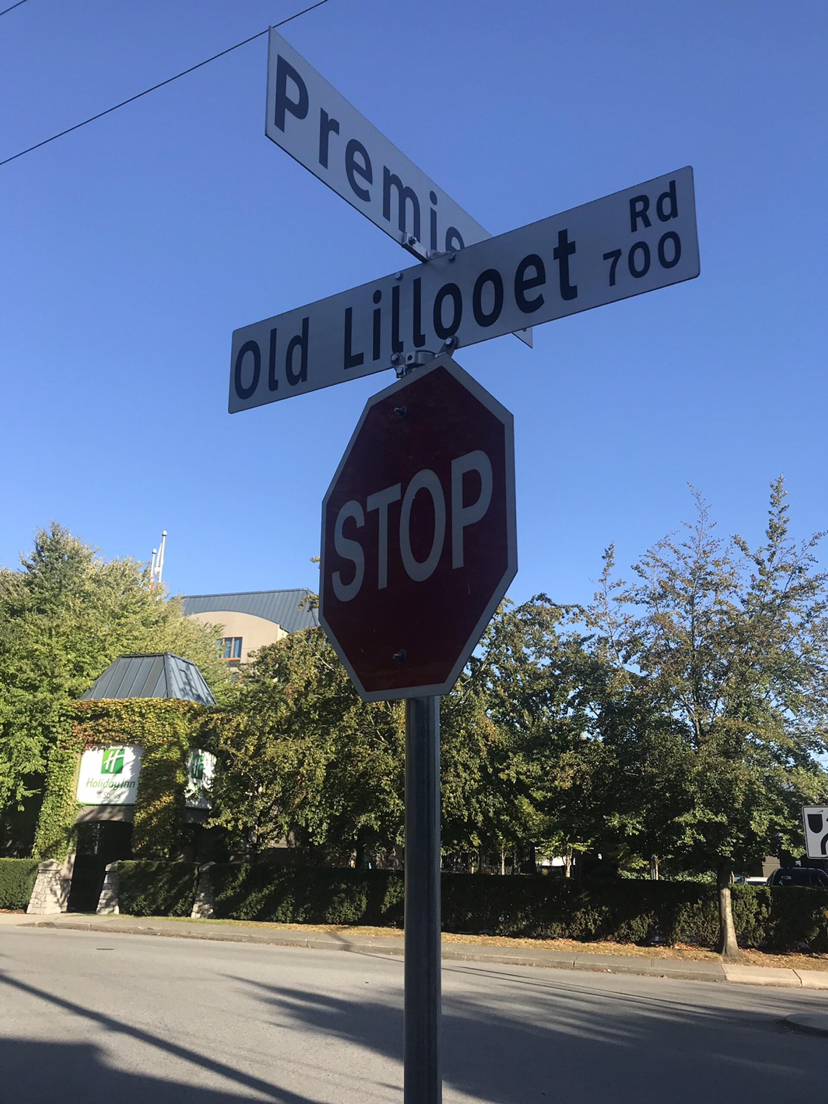 Premie
Old Lillooet Rd
700
STOP
H
Holiday Inn